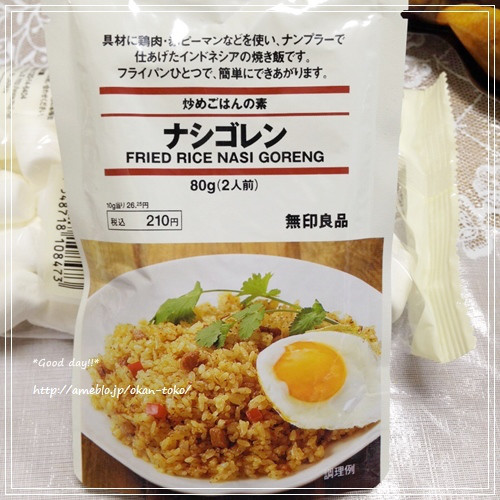 具材に鶏肉・赤ピーマンなどを使い、ナンプラーで
仕あげたインドネシアの焼き飯です。
フライパンひとつで、簡単にできあがります。
炒めごはんの素
ナシゴレン
FRIED RICE NASI GORENG
80g(2人前)
10g当り 26.25円
税込 210円
無印良品
548718 108473
*Good day!!*
http://ameblo.jp/okan-toko/
調理例